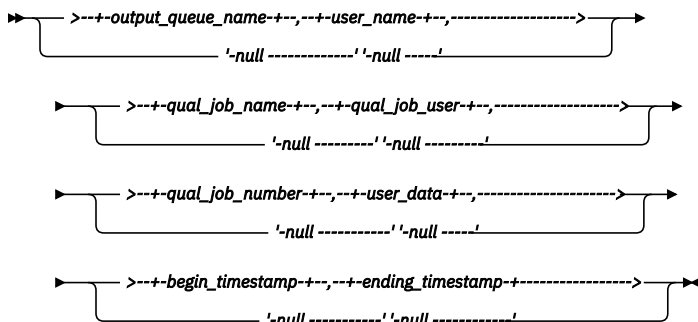 >--+-output_queue_name-+--,--+-user_name-+--,-------------------->
'-null -------------' '-null -----'
>--+-qual_job_name-+--,--+-qual_job_user-+--,-------------------->
'-null ---------' '-null ---------'
>--+-qual_job_number-+--,--+-user_data-+--,---------------------->
'-null -----------' '-null -----'
>--+-begin_timestamp-+--,--+-ending_timestamp-+------------------>
'-null -----------' '-null ------------'